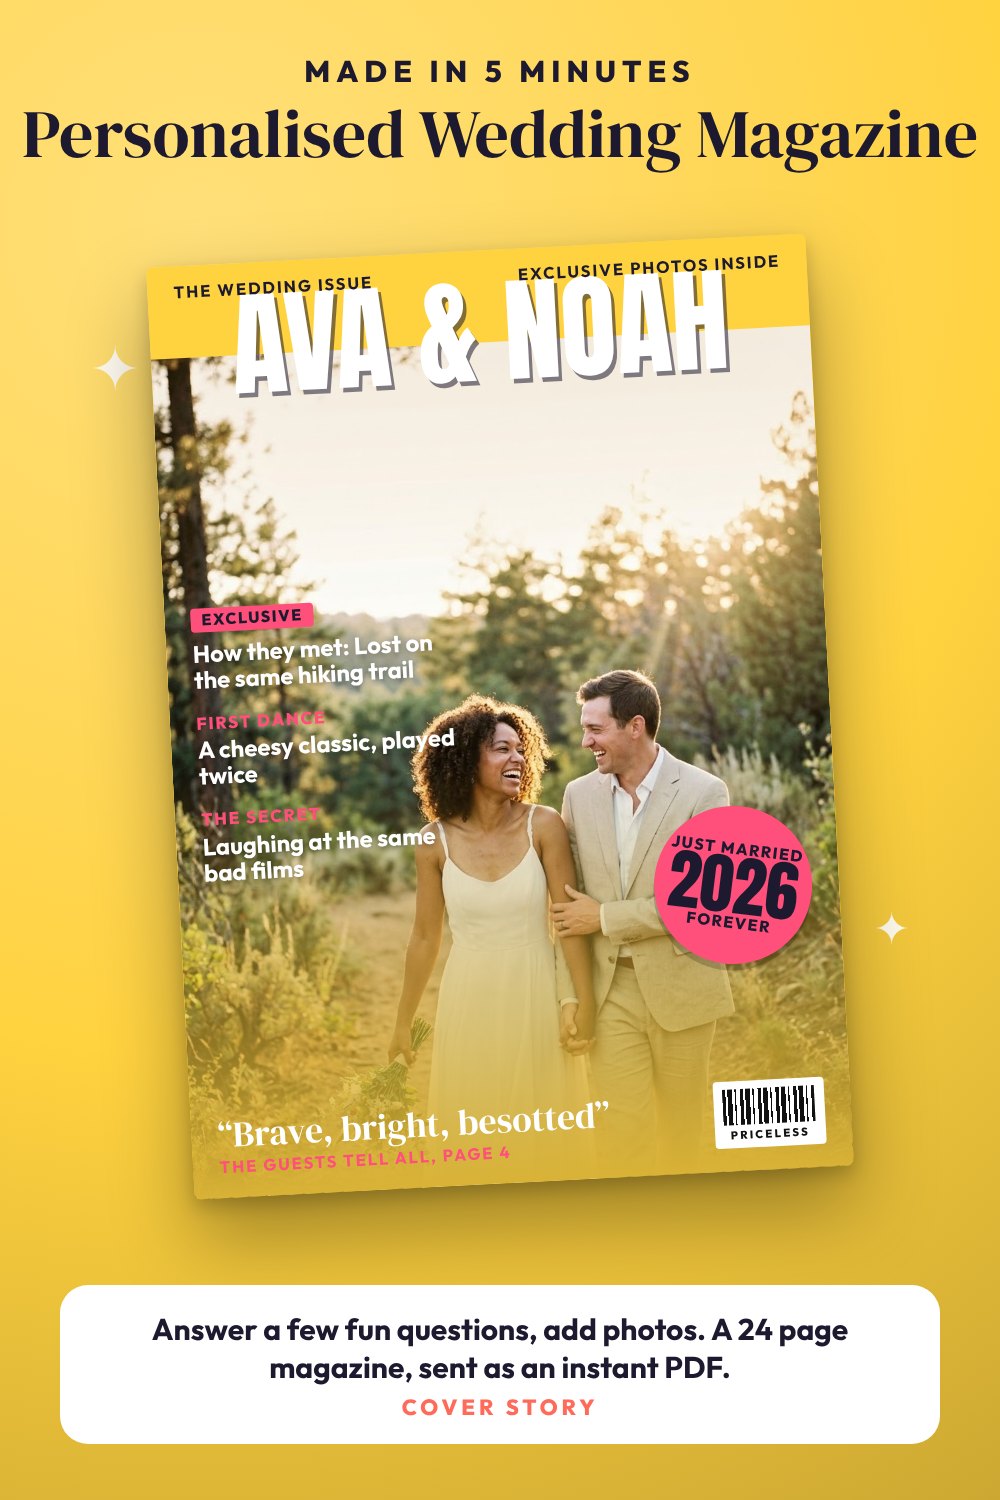 MADE IN 5 MINUTES
Personalised Wedding Magazine
THE WEDDING ISSUE
EXCLUSIVE PHOTOS INSIDE
AVA & NOAH
EXCLUSIVE
How they met: Lost on
the same hiking trail
FIRST DANCE
A cheesy classic, played
twice
THE SECRET
Laughing at the same
bad films
JUST MARRIED
2026
FOREVER
“Brave, bright, besotted”
THE GUESTS TELL ALL, PAGE 4
PRICELESS
Answer a few fun questions, add photos. A 24 page
magazine, sent as an instant PDF.
COVER STORY